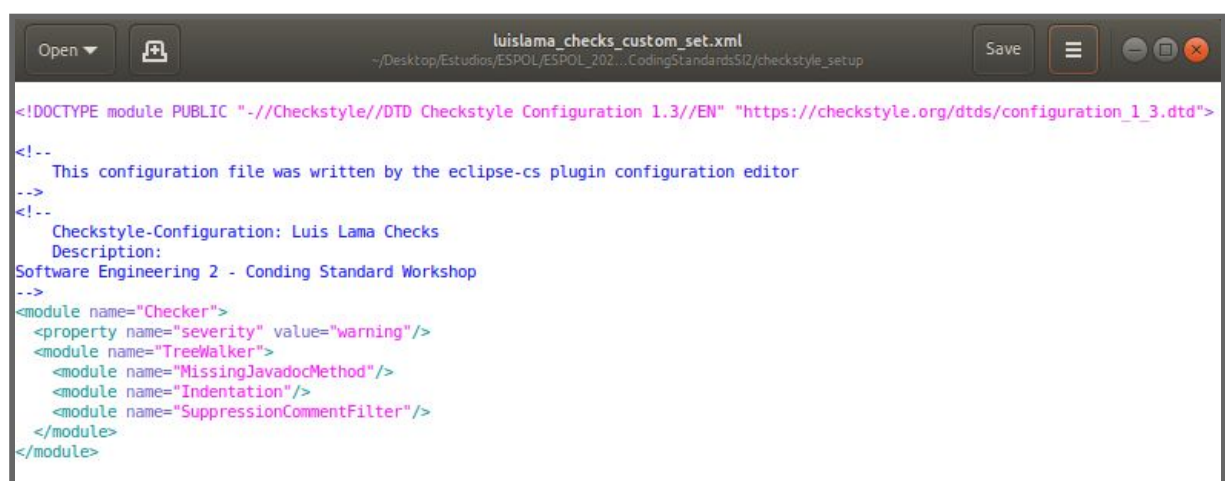 Open
luislama_checks_custom_set.xml
~/Desktop/Estudios/ESPOL/ESPOL_202...CodingStandardsSI2/checkstyle_setup
Save
<!DOCTYPE module PUBLIC "-//Checkstyle//DTD Checkstyle Configuration 1.3//EN" "https://checkstyle.org/dtds/configuration_1_3.dtd">
<!--
    This configuration file was written by the eclipse-cs plugin configuration editor
-->
<!--
    Checkstyle-Configuration: Luis Lama Checks
    Description:
Software Engineering 2 - Conding Standard Workshop
-->
<module name="Checker">
  <property name="severity" value="warning"/>
  <module name="TreeWalker">
    <module name="MissingJavadocMethod"/>
    <module name="Indentation"/>
    <module name="SuppressionCommentFilter"/>
  </module>
</module>